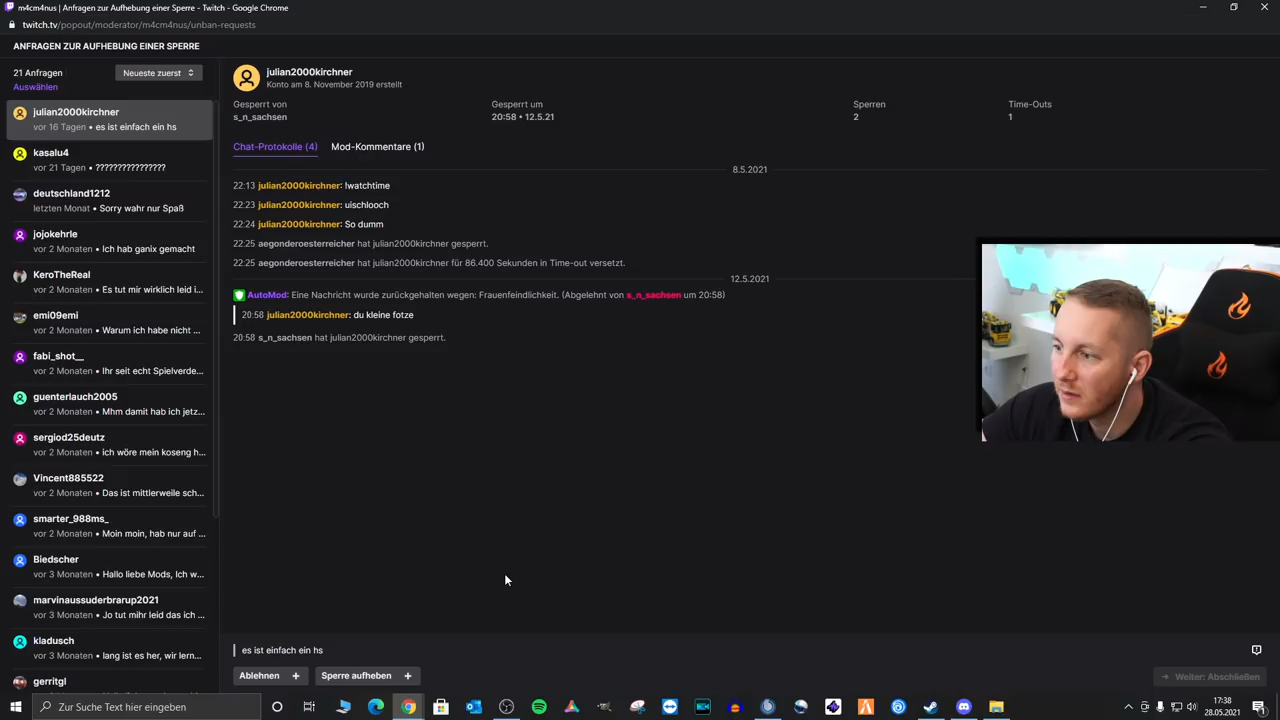 m4cm4nus | Anfragen zur Aufhebung einer Sperre - Twitch - Google Chrome
twitch.tv/popout/moderator/m4cm4nus/unban-requests
ANFRAGEN ZUR AUFHEBUNG EINER SPERRE
21 Anfragen
Neueste zuerst
Auswählen
julian2000kirchner
vor 16 Tagen • es ist einfach ein hs
kasalu4
vor 21 Tagen • ????????????????
deutschland1212
letzten Monat • Sorry wahr nur Spaß
jojokehrle
vor 2 Monaten • Ich hab ganix gemacht
KeroTheReal
vor 2 Monaten • Es tut mir wirklich leid i...
emi09emi
vor 2 Monaten • Warum ich habe nicht ...
fabi_shot__
vor 2 Monaten • Ihr seit echt Spielverde...
guenterlauch2005
vor 2 Monaten • Mhm damit hab ich jetz...
sergiod25deutz
vor 2 Monaten • ich wöre mein koseng h...
Vincent885522
vor 2 Monaten • Das ist mittlerweile sch...
smarter_988ms_
vor 2 Monaten • Moin moin, hab nur auf ...
Biedscher
vor 3 Monaten • Hallo liebe Mods, Ich w...
marvinaussuderbrarup2021
vor 3 Monaten • Jo tut mihr leid das ich ...
kladusch
vor 3 Monaten • lang ist es her, wir lern...
gerritgl
julian2000kirchner
Konto am 8. November 2019 erstellt
Gesperrt von
s_n_sachsen
Gesperrt um
20:58 • 12.5.21
Sperren
2
Time-Outs
1
Chat-Protokolle (4)
Mod-Kommentare (1)
8.5.2021
22:13 julian2000kirchner: !watchtime
22:23 julian2000kirchner: uischlooch
22:24 julian2000kirchner: So dumm
22:25 aegonderoesterreicher hat julian2000kirchner gesperrt.
22:25 aegonderoesterreicher hat julian2000kirchner für 86.400 Sekunden in Time-out versetzt.
12.5.2021
AutoMod: Eine Nachricht wurde zurückgehalten wegen: Frauenfeindlichkeit. (Abgelehnt von s_n_sachsen um 20:58)
20:58 julian2000kirchner: du kleine fotze
20:58 s_n_sachsen hat julian2000kirchner gesperrt.
es ist einfach ein hs
Ablehnen +
Sperre aufheben +
Weiter: Abschließen
Zur Suche Text hier eingeben
17:38
28.05.2021